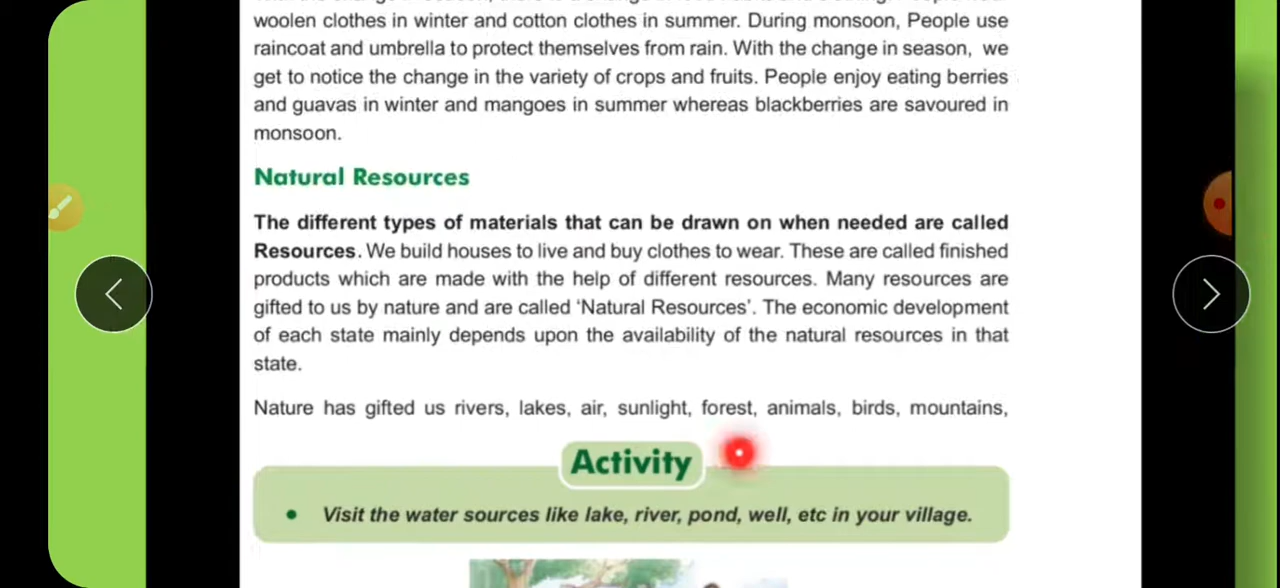 woolen clothes in winter and cotton clothes in summer. During monsoon, People use
raincoat and umbrella to protect themselves from rain. With the change in season, we
get to notice the change in the variety of crops and fruits. People enjoy eating berries
and guavas in winter and mangoes in summer whereas blackberries are savoured in
monsoon.
Natural Resources
The different types of materials that can be drawn on when needed are called
Resources. We build houses to live and buy clothes to wear. These are called finished
products which are made with the help of different resources. Many resources are
gifted to us by nature and are called ‘Natural Resources’. The economic development
of each state mainly depends upon the availability of the natural resources in that
state.
Nature has gifted us rivers, lakes, air, sunlight, forest, animals, birds, mountains,
Activity
• Visit the water sources like lake, river, pond, well, etc in your village.